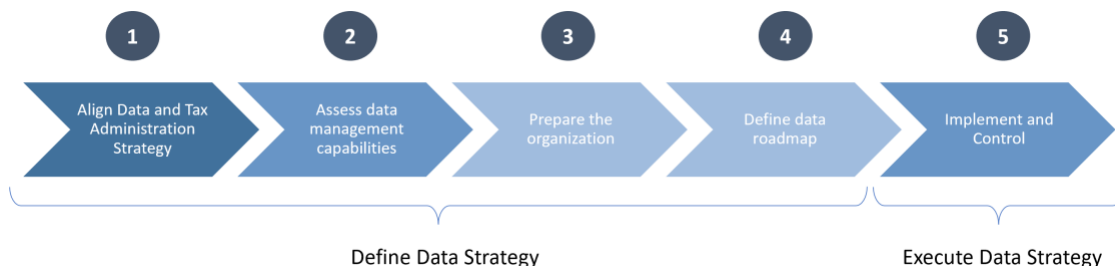 1
2
3
4
5
Align Data and Tax
Administration
Strategy
Assess data
management
capabilities
Prepare the
organization
Define data
roadmap
Implement and
Control
Define Data Strategy
Execute Data Strategy